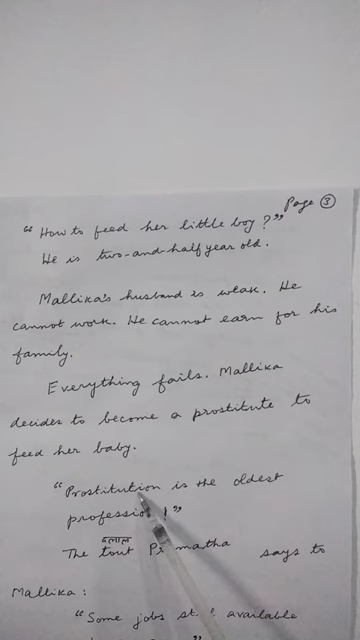 Page ③
"How to feed her little boy?"
He is two-and-half year old.
Mallika's husband is weak. He
cannot work. He cannot earn for his
family.
Everything fails. Mallika
decides to become a prostitute to
feed her baby.
"Prostitution is the oldest
profession!"
দালাল
The tout Pr matha says to
Mallika:
"Some jobs st available